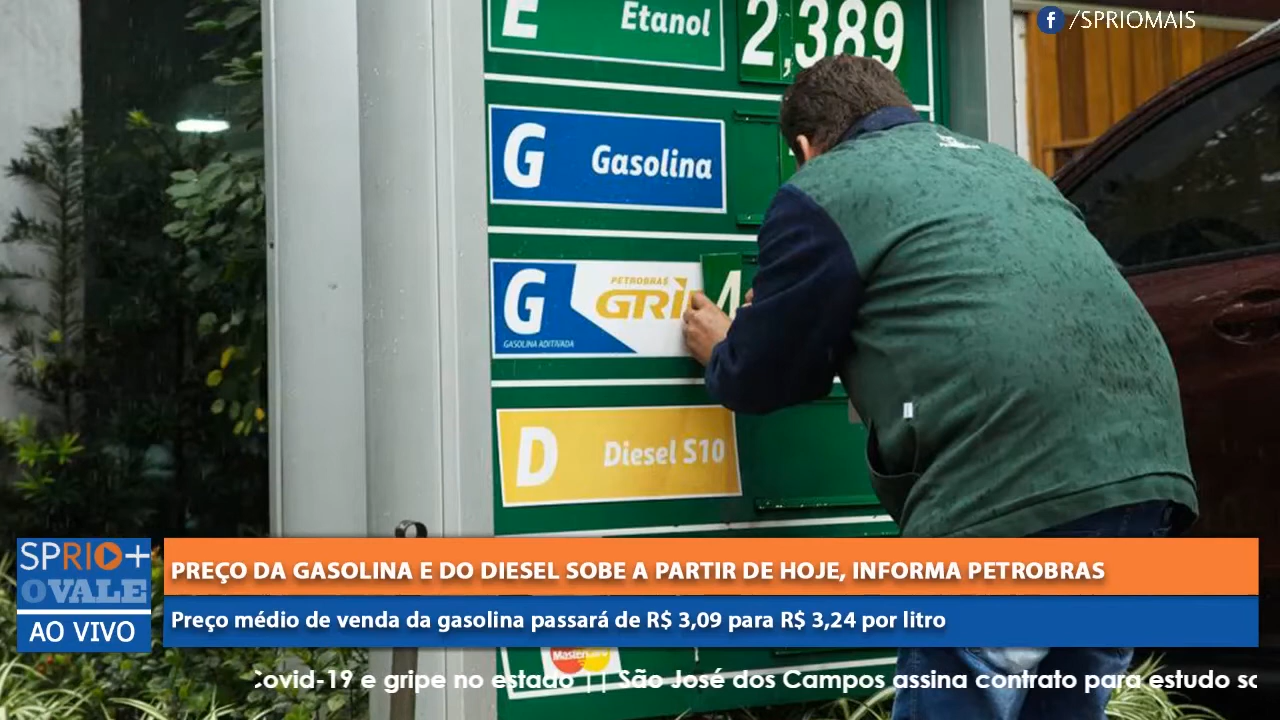 /SPRIOMAIS
E Etanol 2,389
G Gasolina
PETROBRAS
G
GASOLINA ADITIVADA
4
D Diesel S10
SPRIO+
OVALE
AO VIVO
PREÇO DA GASOLINA E DO DIESEL SOBE A PARTIR DE HOJE, INFORMA PETROBRAS
Preço médio de venda da gasolina passará de R$ 3,09 para R$ 3,24 por litro
MasterCard
Covid-19 e gripe no estado || São José dos Campos assina contrato para estudo